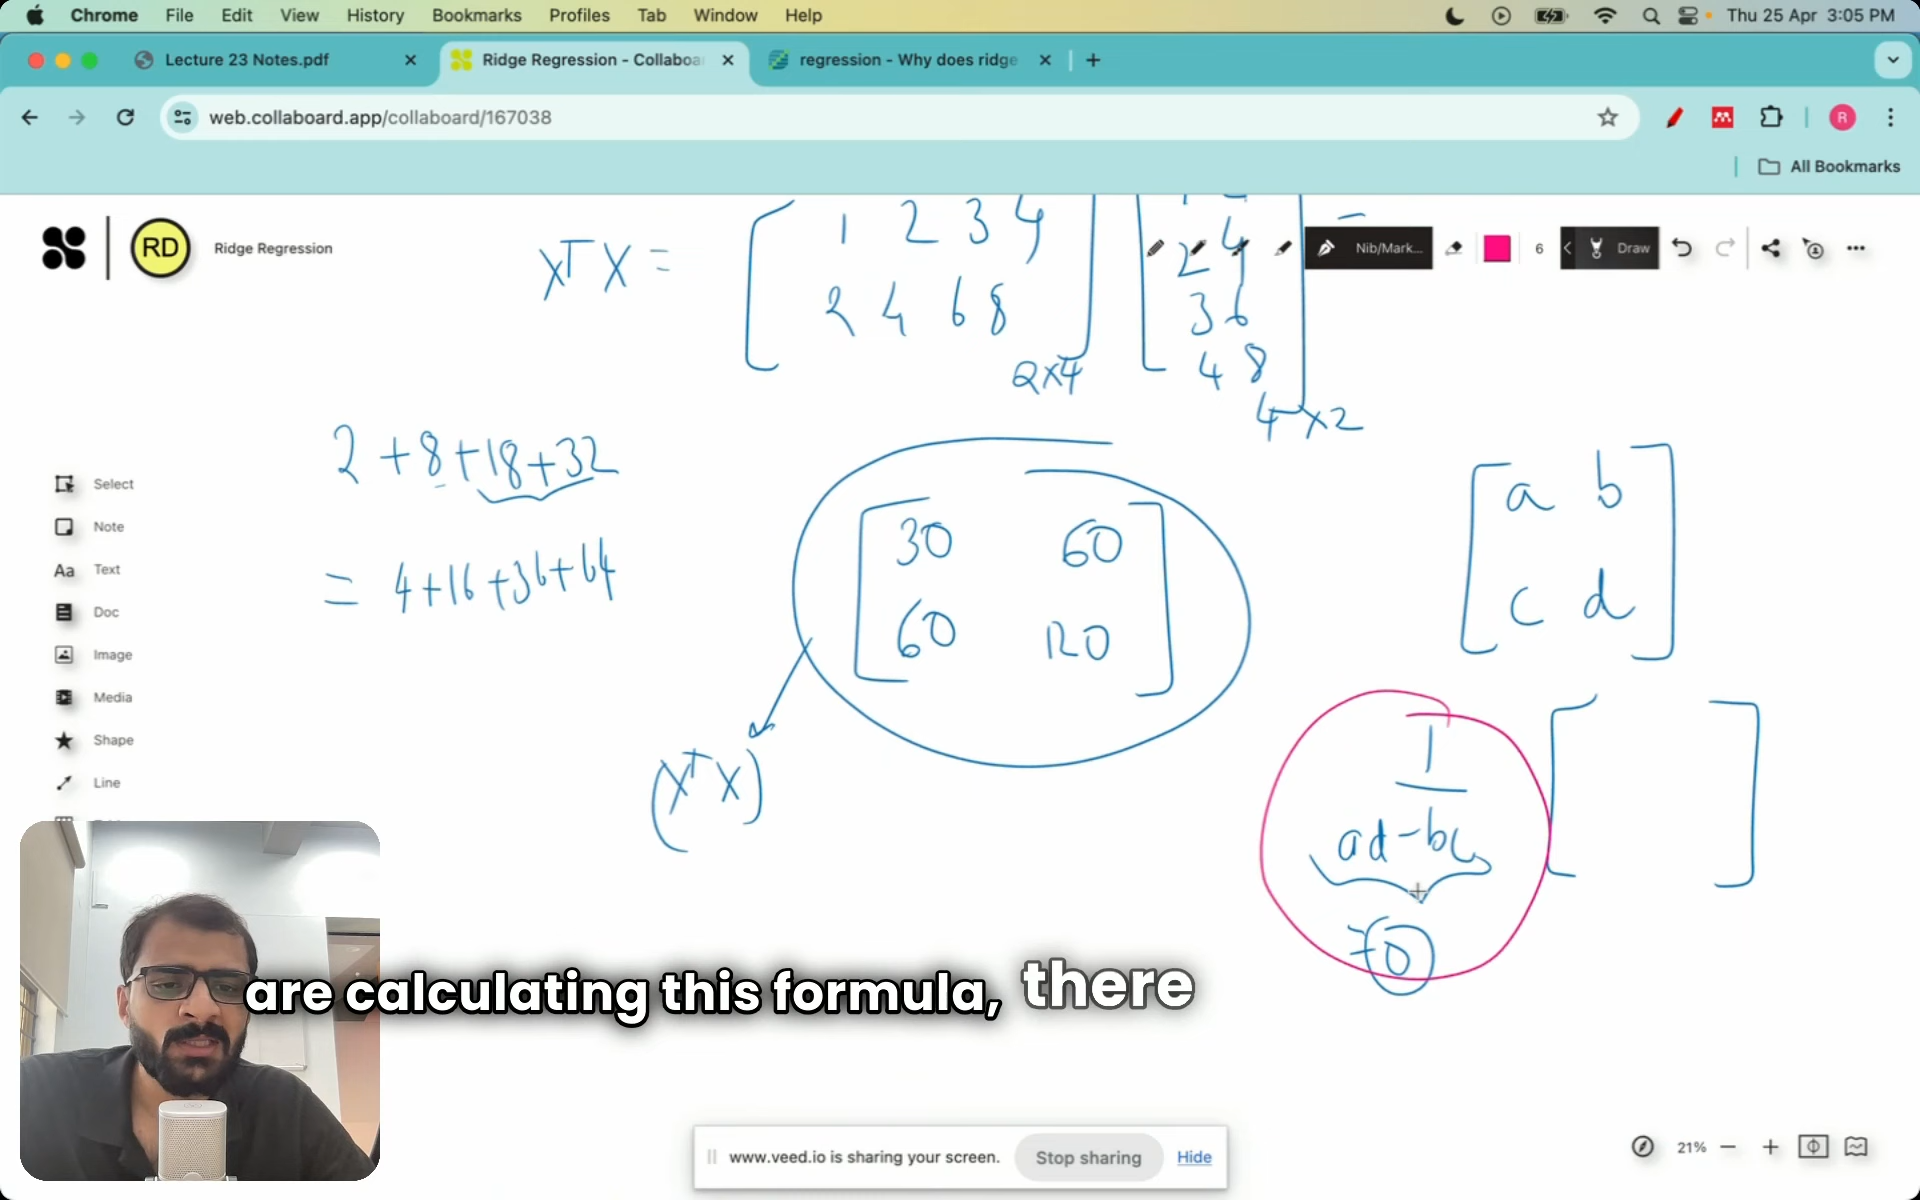 Chrome File Edit View History Bookmarks Profiles Tab Window Help Thu 25 Apr 3:05 PM
Lecture 23 Notes.pdf Ridge Regression - Collaboa regression - Why does ridge
web.collaboard.app/collaboard/167038 R
All Bookmarks
RD Ridge Regression Nib/Mark... 6 Draw
XᵀX =
1 2 3 4
2 4 6 8
2x4
2 4
3 6
4 8
4x2
=
2+8+18+32
= 4+16+36+64
30 60
60 120
(XᵀX)
a b
c d
1
ad-bc
=0
Select
Note
Aa Text
Doc
Image
Media
Shape
Line
are calculating this formula, there
www.veed.io is sharing your screen. Stop sharing Hide
21%